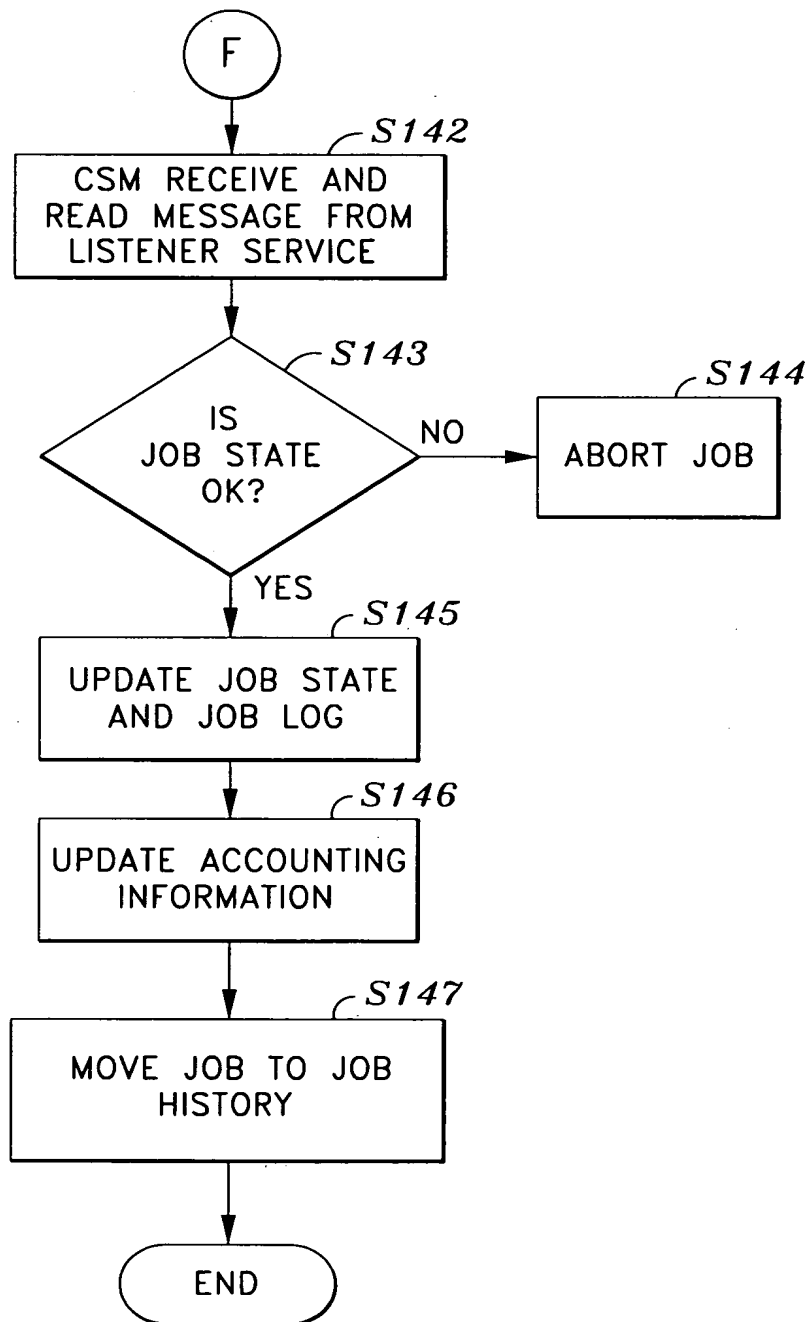 F
S142
CSM RECEIVE AND
READ MESSAGE FROM
LISTENER SERVICE
S143
IS
JOB STATE
OK?
NO
S144
ABORT JOB
YES
S145
UPDATE JOB STATE
AND JOB LOG
S146
UPDATE ACCOUNTING
INFORMATION
S147
MOVE JOB TO JOB
HISTORY
END